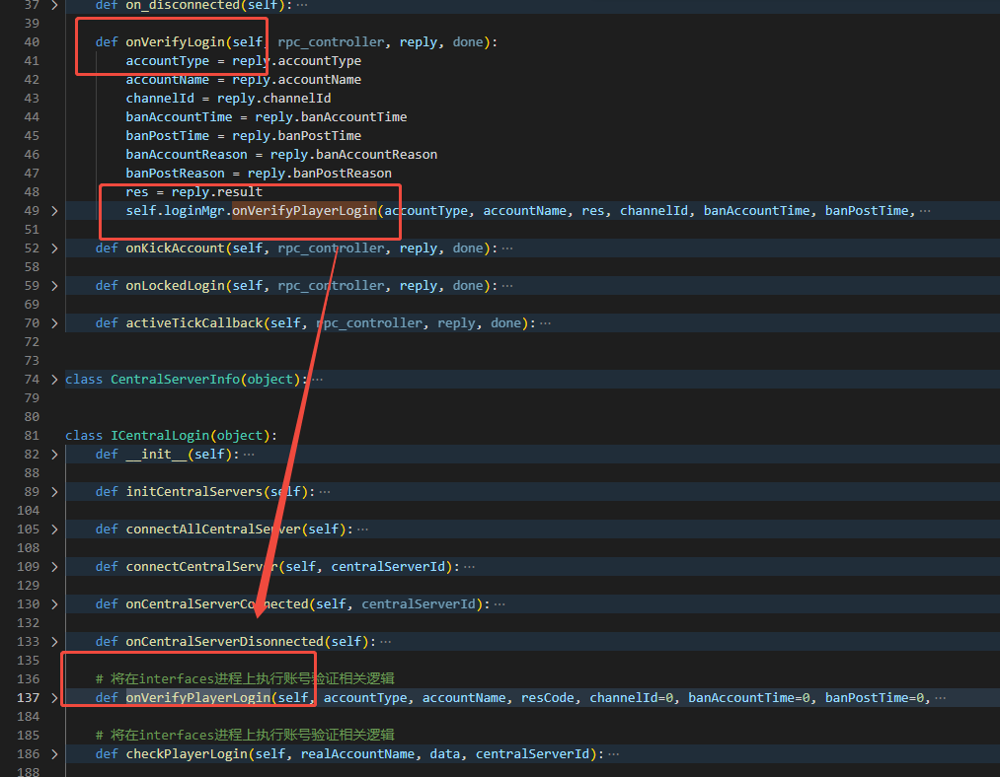 37 > def on_disconnected(self): ···
39
40 def onVerifyLogin(self, rpc_controller, reply, done):
41 accountType = reply.accountType
42 accountName = reply.accountName
43 channelId = reply.channelId
44 banAccountTime = reply.banAccountTime
45 banPostTime = reply.banPostTime
46 banAccountReason = reply.banAccountReason
47 banPostReason = reply.banPostReason
48 res = reply.result
49 > self.loginMgr.onVerifyPlayerLogin(accountType, accountName, res, channelId, banAccountTime, banPostTime, ···
51
52 > def onKickAccount(self, rpc_controller, reply, done): ···
58
59 > def onLockedLogin(self, rpc_controller, reply, done): ···
69
70 > def activeTickCallback(self, rpc_controller, reply, done): ···
72
73
74 > class CentralServerInfo(object): ···
79
80
81 class ICentralLogin(object):
82 > def __init__(self): ···
88
89 > def initCentralServers(self): ···
104
105 > def connectAllCentralServer(self): ···
108
109 > def connectCentralServer(self, centralServerId): ···
129
130 > def onCentralServerConnected(self, centralServerId): ···
132
133 > def onCentralServerDisonnected(self): ···
135
136 # 将在interfaces进程上执行账号验证相关逻辑
137 > def onVerifyPlayerLogin(self, accountType, accountName, resCode, channelId=0, banAccountTime=0, banPostTime=0, ···
184
185 # 将在interfaces进程上执行账号验证相关逻辑
186 > def checkPlayerLogin(self, realAccountName, data, centralServerId): ···
188